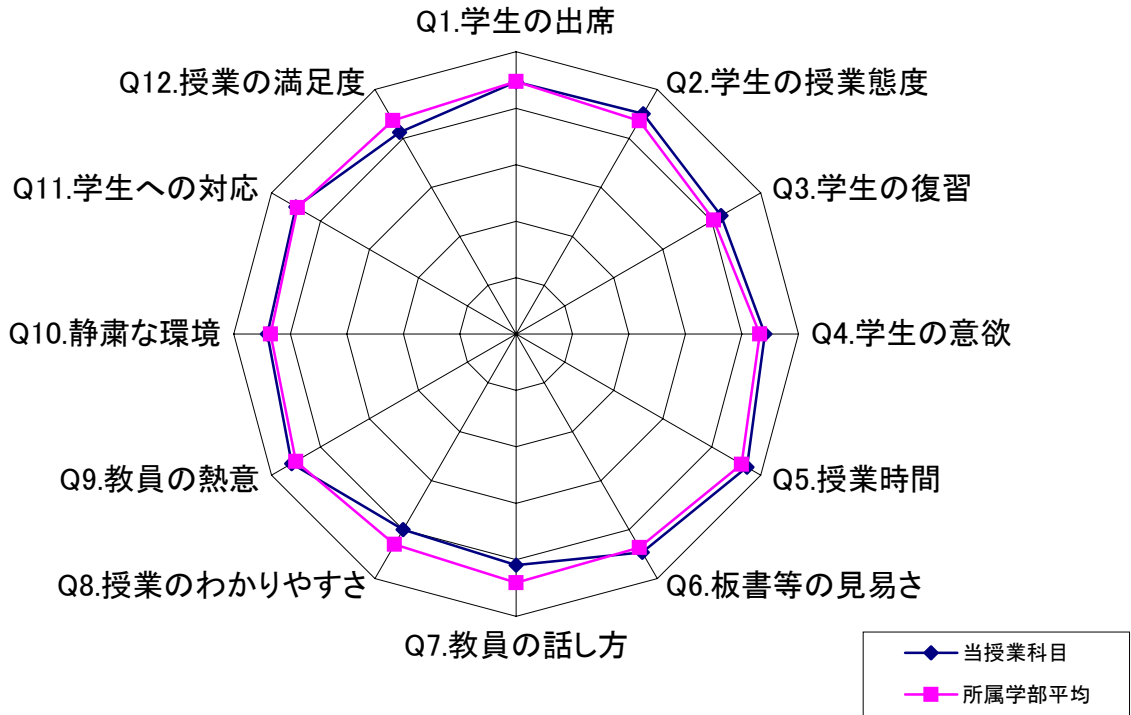 Q1.学生の出席
Q2.学生の授業態度
Q3.学生の復習
Q4.学生の意欲
Q5.授業時間
Q6.板書等の見易さ
Q7.教員の話し方
Q8.授業のわかりやすさ
Q9.教員の熱意
Q10.静粛な環境
Q11.学生への対応
Q12.授業の満足度
当授業科目
所属学部平均